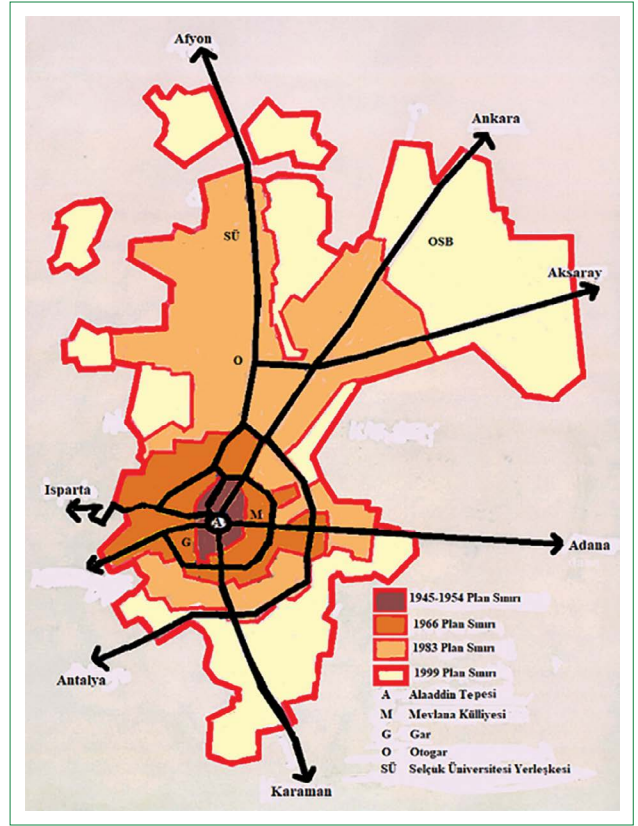 Afyon
Ankara
SÜ
OSB
Aksaray
O
Isparta
M
A
G
Adana
Antalya
Karaman
1945-1954 Plan Sınırı
1966 Plan Sınırı
1983 Plan Sınırı
1999 Plan Sınırı
A Alaaddin Tepesi
M Mevlana Külliyesi
G Gar
O Otogar
SÜ Selçuk Üniversitesi Yerleşkesi